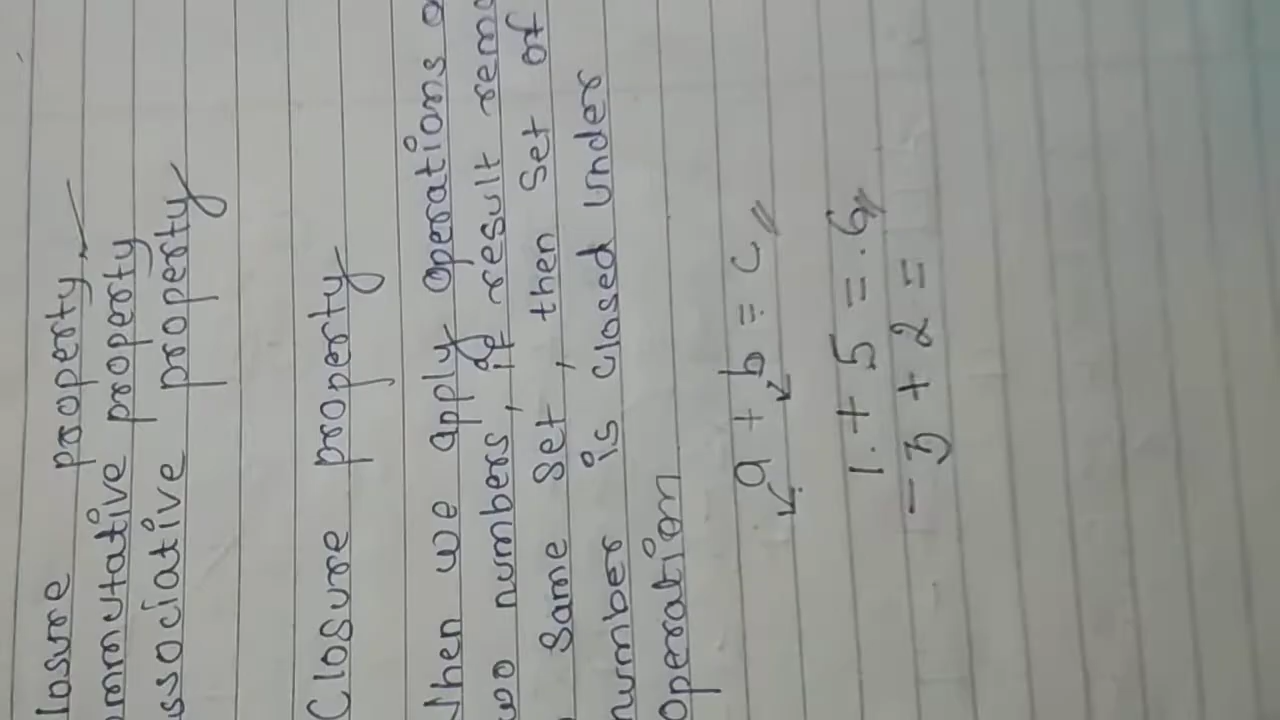 losure property
ommutative property
ssociative property
Closure property
When we apply operations o
wo numbers, if result rema
Same set, then set of
number is closed under
operation
a + b = c
1 + 5 = 6
- 3 + 2 =